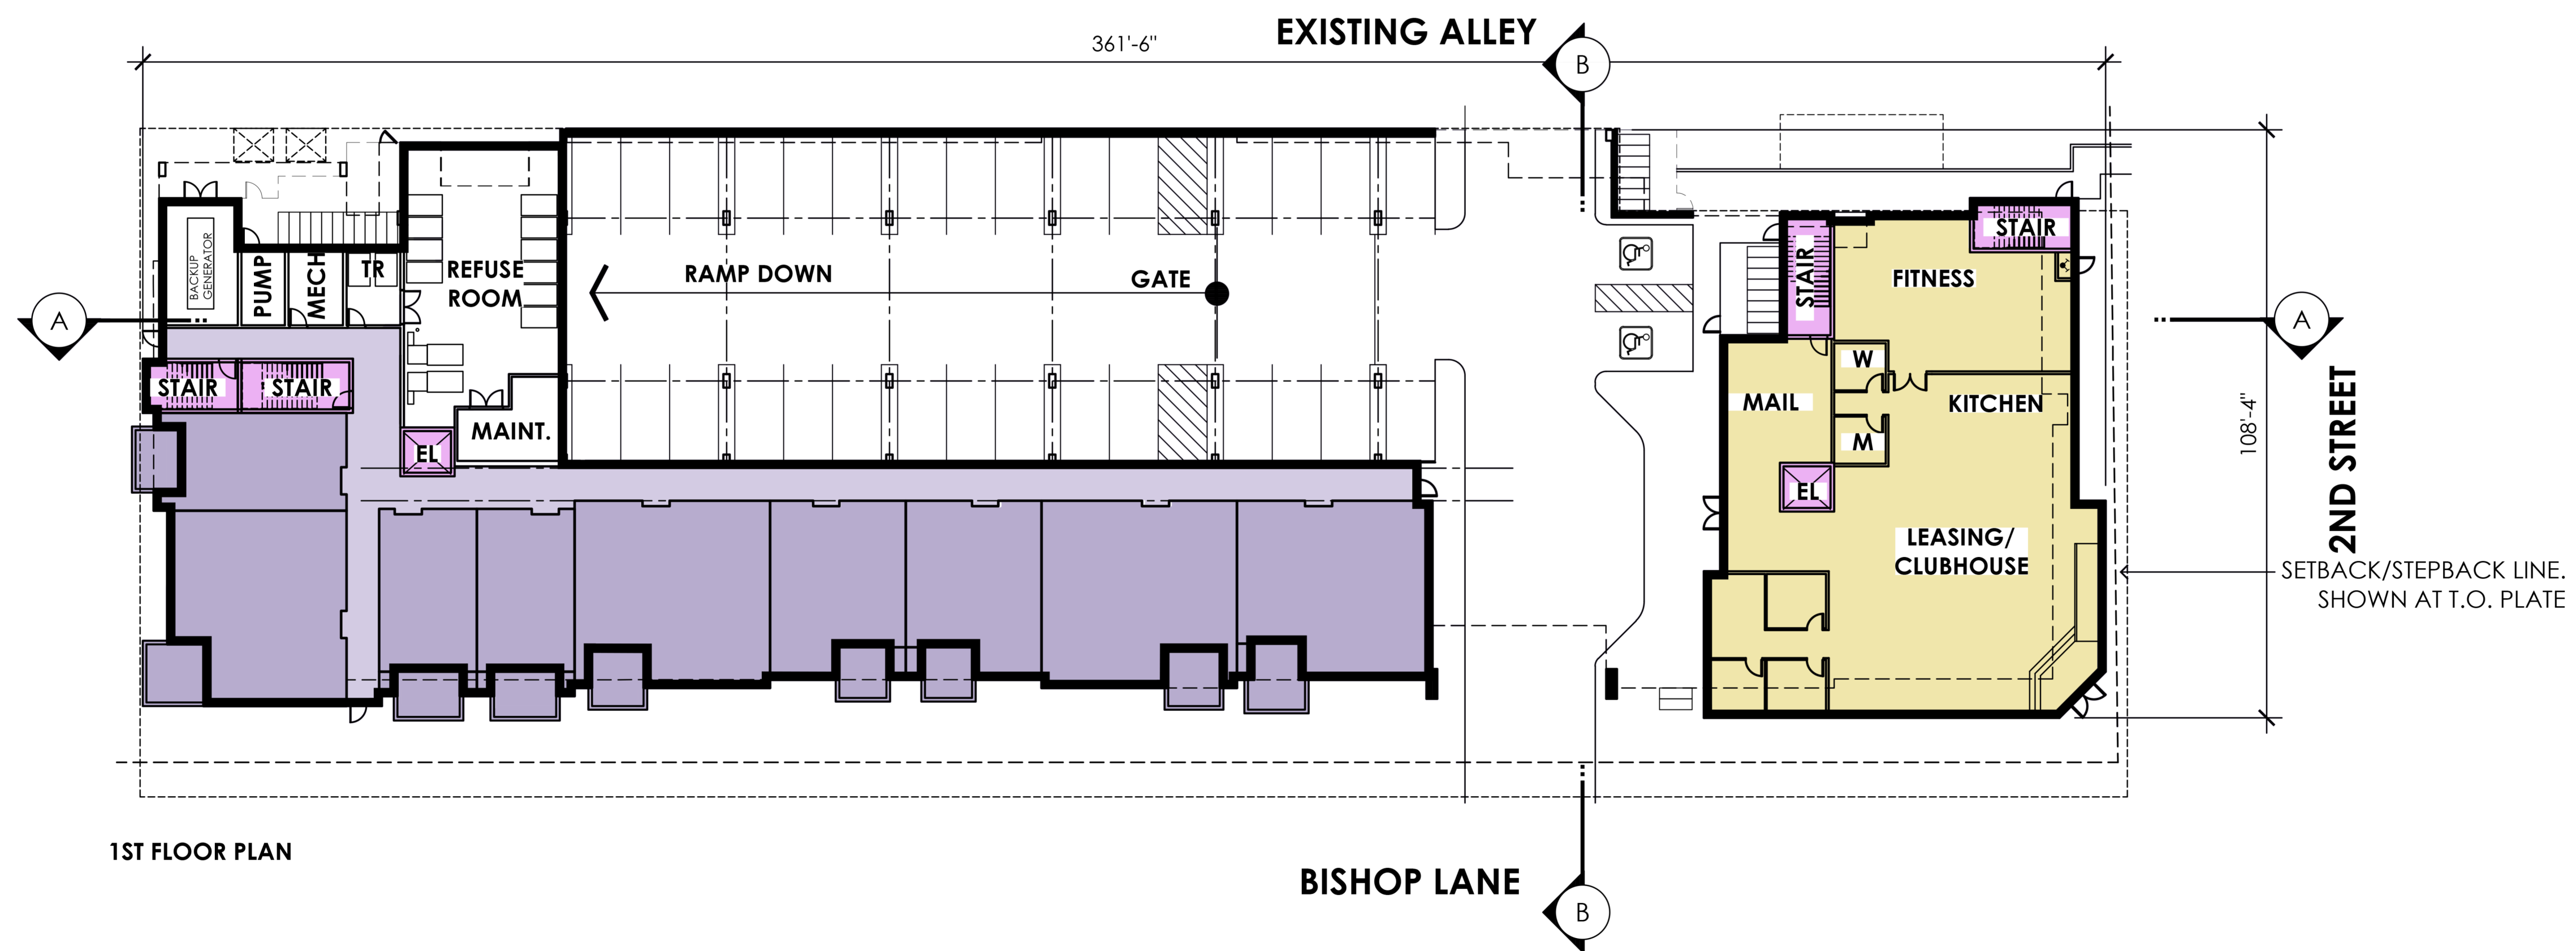 EXISTING ALLEY
361'-6"
B
BACKUP
GENERATOR
PUMP
MECH
TR
REFUSE
ROOM
RAMP DOWN
GATE
STAIR
STAIR
FITNESS
A
A
STAIR
STAIR
W
MAIL
KITCHEN
M
MAINT.
EL
EL
108'-4"
2ND STREET
LEASING/
CLUBHOUSE
SETBACK/STEPBACK LINE.
SHOWN AT T.O. PLATE
1ST FLOOR PLAN
BISHOP LANE
B